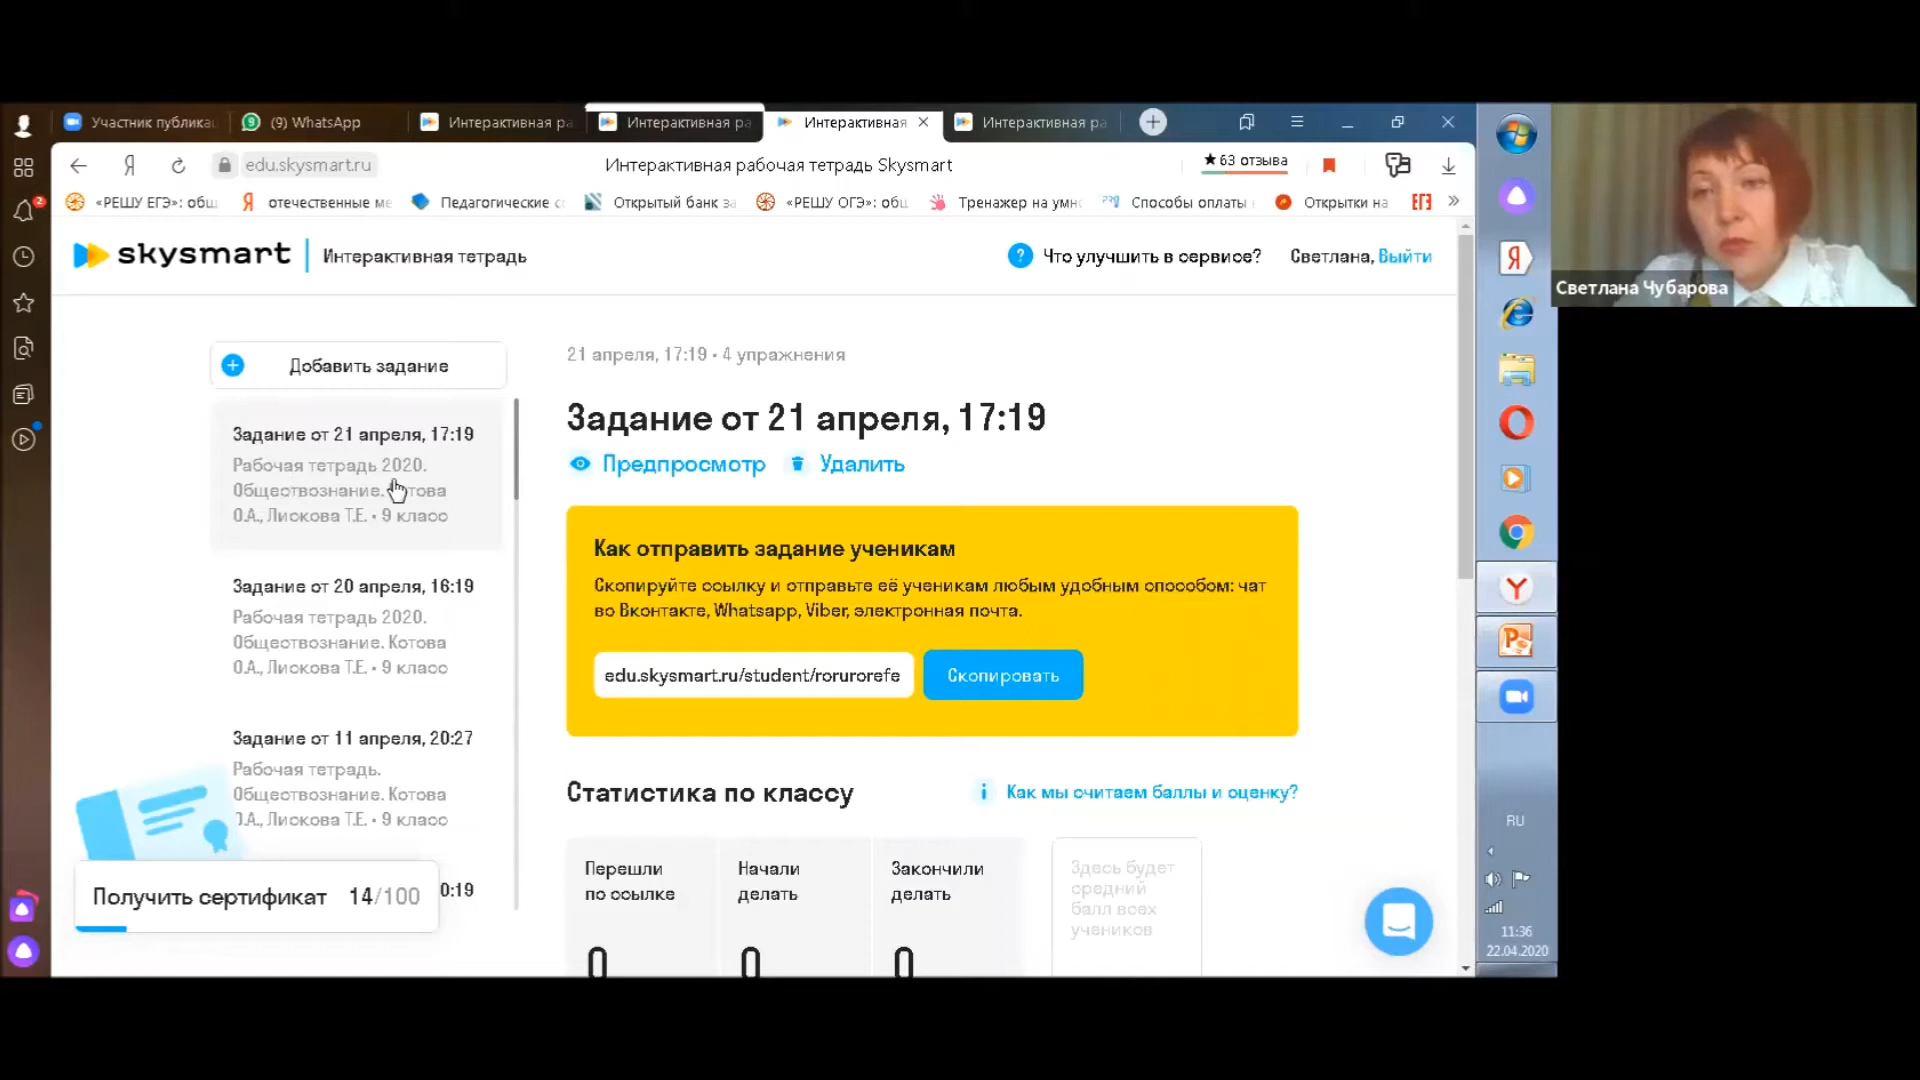 Участник публика
(9) WhatsApp
Интерактивная ра
Интерактивная ра
Интерактивная
Интерактивная ра
edu.skysmart.ru
Интерактивная рабочая тетрадь Skysmart
★63 отзыва
2
«РЕШУ ЕГЭ»: общ
отечественные ме
Педагогические со
Открытый банк за
«РЕШУ ОГЭ»: общ
Тренажер на умно
Способы оплаты
Открытки на
ЕГЭ
»
skysmart
Интерактивная тетрадь
Что улучшить в сервисе?
Светлана, Выйти
Светлана Чубарова
Добавить задание
Задание от 21 апреля, 17:19
Рабочая тетрадь 2020.
Обществознание.
О.А., Лискова Т.Е. • 9 класс
Задание от 20 апреля, 16:19
Рабочая тетрадь 2020.
Обществознание. Котова
О.А., Лискова Т.Е. • 9 класс
Задание от 11 апреля, 20:27
Рабочая тетрадь.
Обществознание. Котова
О.А., Лискова Т.Е. • 9 класс
0:19
Получить сертификат 14/100
21 апреля, 17:19 • 4 упражнения
Задание от 21 апреля, 17:19
Предпросмотр
Удалить
Как отправить задание ученикам
Скопируйте ссылку и отправьте её ученикам любым удобным способом: чат
во Вконтакте, Whatsapp, Viber, электронная почта.
edu.skysmart.ru/student/rorurorefe
Скопировать
Статистика по классу
Как мы считаем баллы и оценку?
Перешли
по ссылке
0
Начали
делать
0
Закончили
делать
0
Здесь будет
средний
балл всех
учеников
RU
11:36
22.04.2020